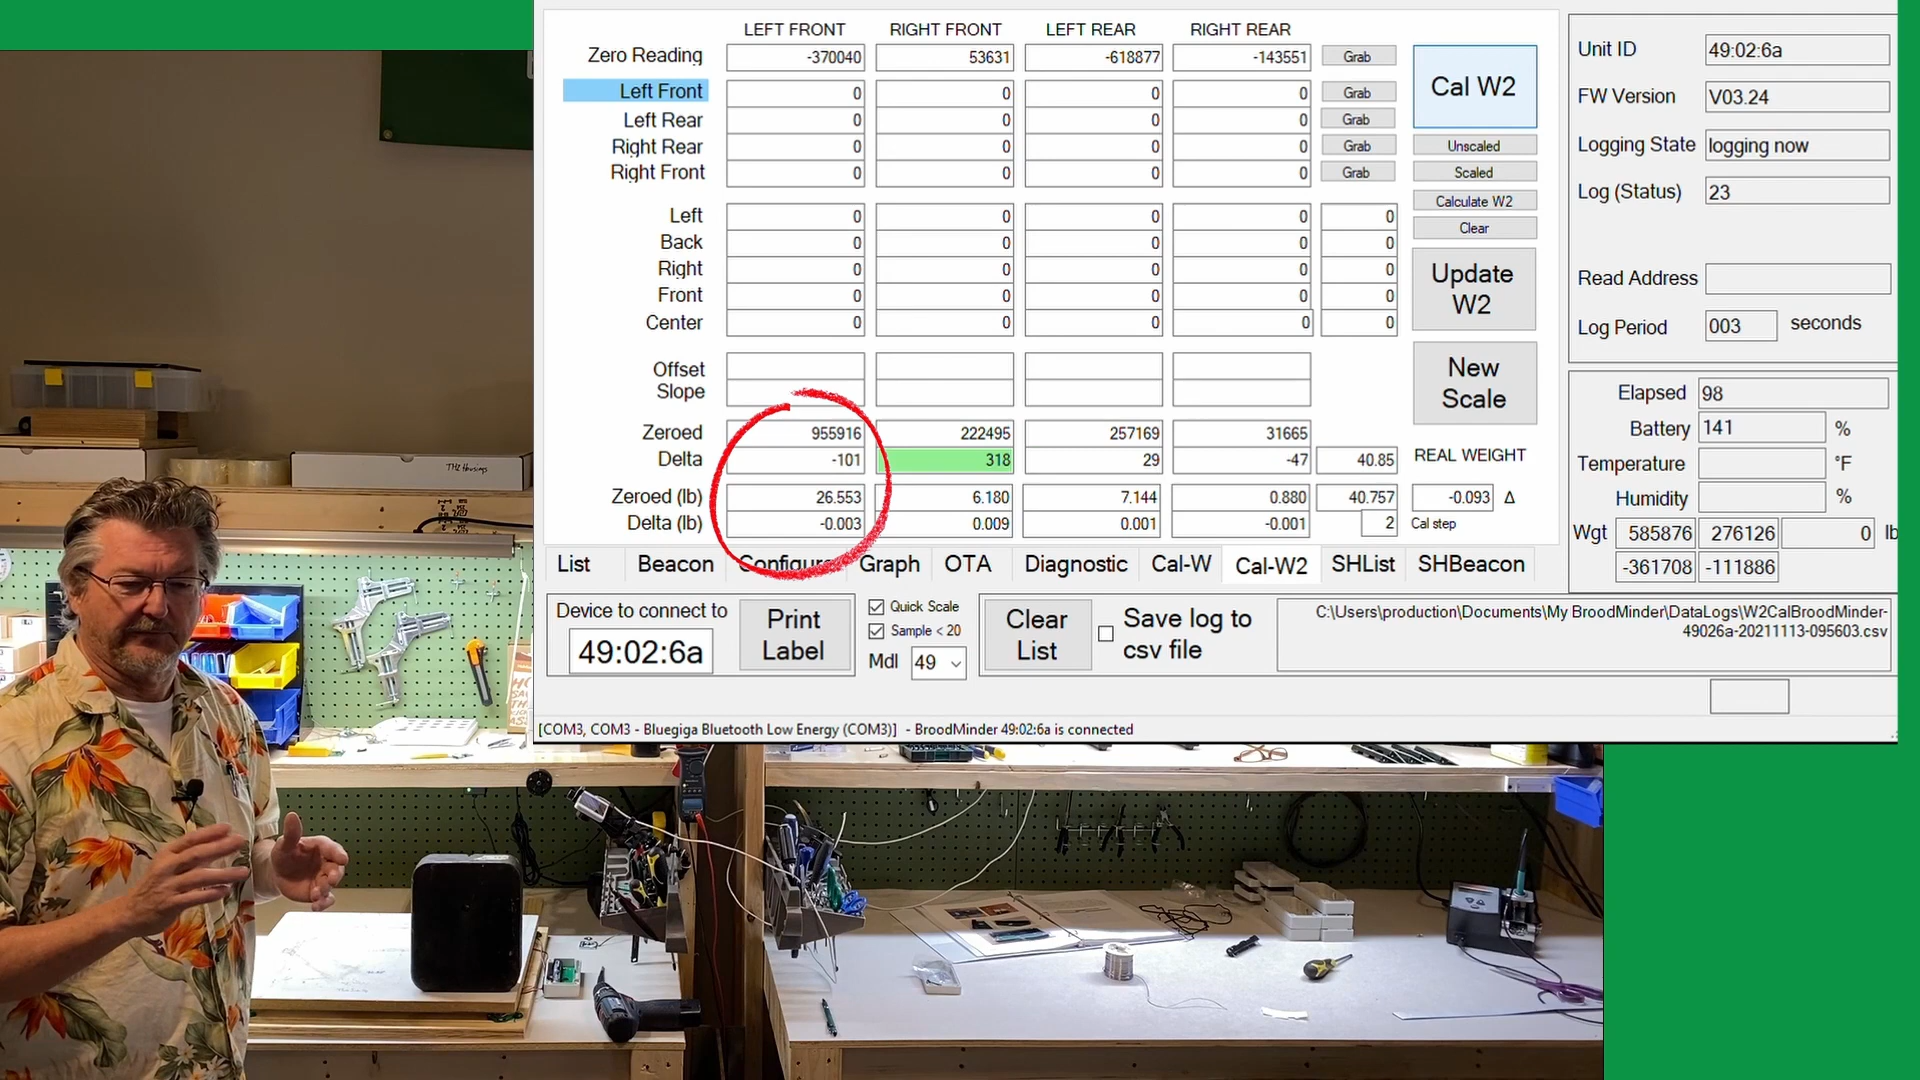 LEFT FRONT RIGHT FRONT LEFT REAR RIGHT REAR
Zero Reading -370040 53631 -618877 -143551 Grab
Left Front 0 0 0 0 Grab
Left Rear 0 0 0 0 Grab
Right Rear 0 0 0 0 Grab
Right Front 0 0 0 0 Grab
Left 0 0 0 0 0
Back 0 0 0 0 0
Right 0 0 0 0 0
Front 0 0 0 0 0
Center 0 0 0 0 0
Offset
Slope
Zeroed 955916 222495 257169 31665
Delta -101 318 29 -47 40.85 REAL WEIGHT
Zeroed (lb) 26.553 6.180 7.144 0.880 40.757 -0.093 Δ
Delta (lb) -0.003 0.009 0.001 -0.001 2 Cal step
Cal W2
Unscaled
Scaled
Calculate W2
Clear
Update
W2
New
Scale
Unit ID 49:02:6a
FW Version V03.24
Logging State logging now
Log (Status) 23
Read Address
Log Period 003 seconds
Elapsed 98
Battery 141 %
Temperature °F
Humidity %
Wgt 585876 276126 0 lb
-361708 -111886
List Beacon Configure Graph OTA Diagnostic Cal-W Cal-W2 SHList SHBeacon
Device to connect to
49:02:6a
Print
Label
Quick Scale
Sample < 20
Mdl 49
Clear
List
Save log to
csv file
C:\Users\production\Documents\My BroodMinder\DataLogs\W2CalBroodMinder-
49026a-20211113-095603.csv
[COM3, COM3 - Bluegiga Bluetooth Low Energy (COM3)] - BroodMinder 49:02:6a is connected
TH2 Housings